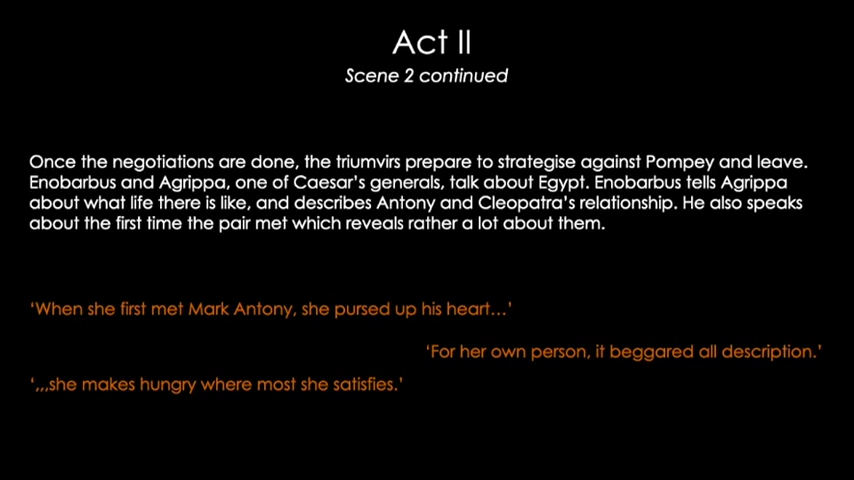 Act II
Scene 2 continued
Once the negotiations are done, the triumvirs prepare to strategise against Pompey and leave.
Enobarbus and Agrippa, one of Caesar’s generals, talk about Egypt. Enobarbus tells Agrippa
about what life there is like, and describes Antony and Cleopatra’s relationship. He also speaks
about the first time the pair met which reveals rather a lot about them.
‘When she first met Mark Antony, she pursed up his heart…’
‘For her own person, it beggared all description.’
‘,,,she makes hungry where most she satisfies.’